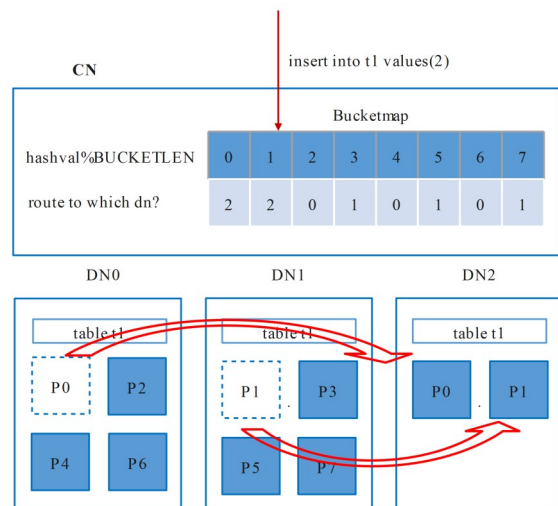 insert into t1 values(2)
CN
Bucketmap
hashval%BUCKETLEN 0 1 2 3 4 5 6 7
route to which dn? 2 2 0 1 0 1 0 1
DN0 DN1 DN2
table t1 table t1 table t1
P0 P2 P1 . P3 P0 . P1
P4 P6 P5 P7